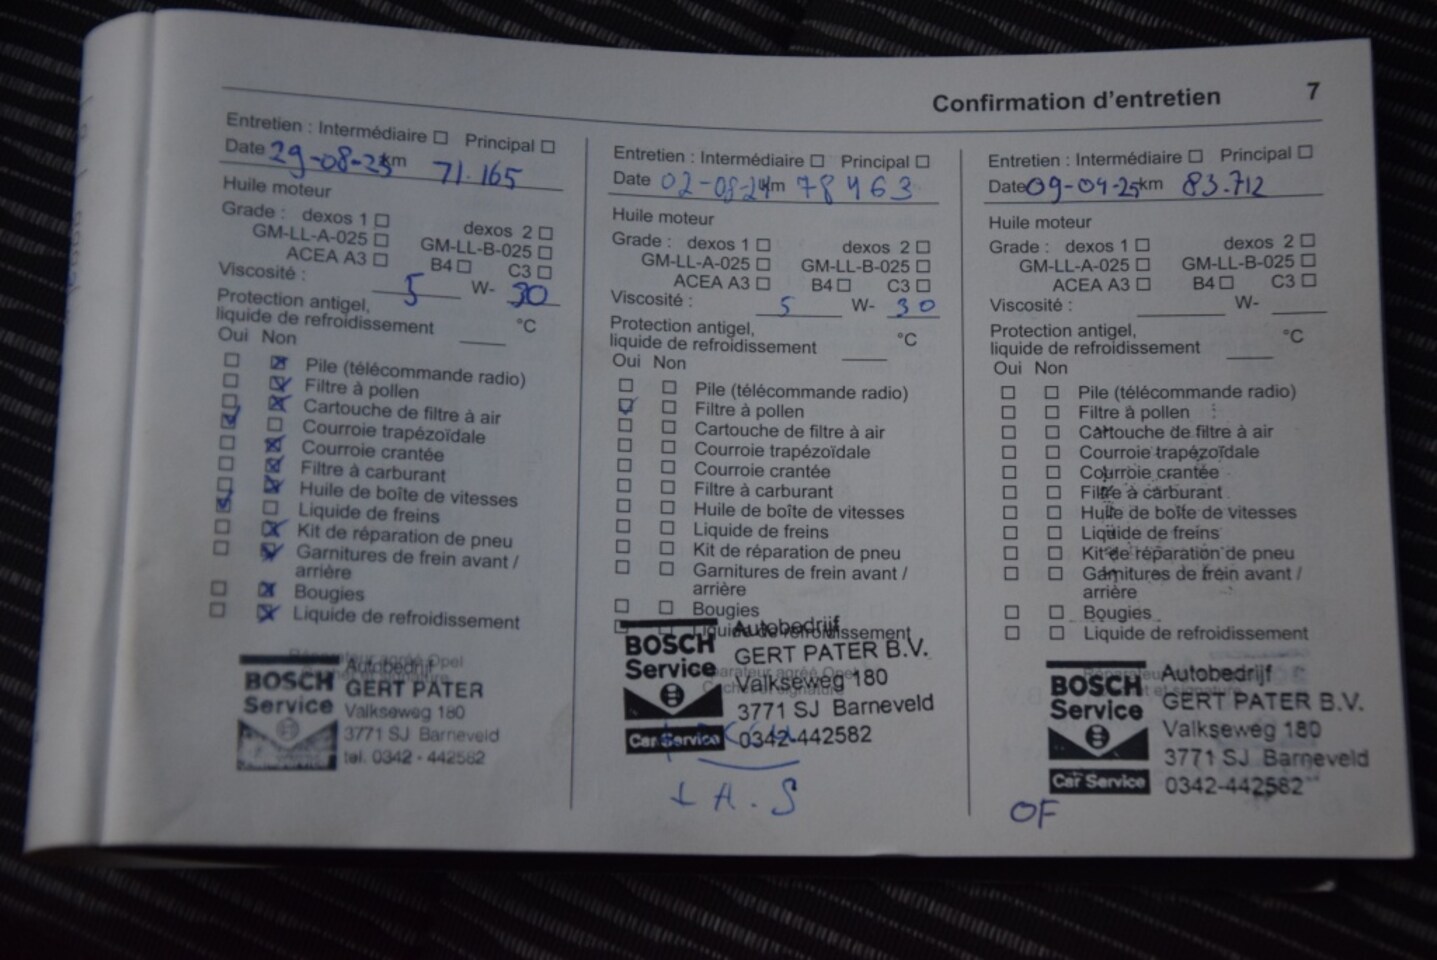 Confirmation d'entretien 7
Entretien : Intermédiaire Principal
Date 29-08-23 km 71.165
Huile moteur
Grade : dexos 1 dexos 2
GM-LL-A-025 GM-LL-B-025
ACEA A3 B4 C3
Viscosité : 5 W- 30
Protection antigel,
liquide de refroidissement °C
Oui Non
Pile (télécommande radio)
Filtre à pollen
Cartouche de filtre à air
Courroie trapézoïdale
Courroie crantée
Filtre à carburant
Huile de boîte de vitesses
Liquide de freins
Kit de réparation de pneu
Garnitures de frein avant /
arrière
Bougies
Liquide de refroidissement
BOSCH
Service
Autobedrijf
GERT PATER
Valkseweg 180
3771 SJ Barneveld
tel. 0342 - 442582
Entretien : Intermédiaire Principal
Date 02-08-24 km 78463
Huile moteur
Grade : dexos 1 dexos 2
GM-LL-A-025 GM-LL-B-025
ACEA A3 B4 C3
Viscosité : 5 W- 30
Protection antigel,
liquide de refroidissement °C
Oui Non
Pile (télécommande radio)
Filtre à pollen
Cartouche de filtre à air
Courroie trapézoïdale
Courroie crantée
Filtre à carburant
Huile de boîte de vitesses
Liquide de freins
Kit de réparation de pneu
Garnitures de frein avant /
arrière
Bougies
Liquide de refroidissement
BOSCH
Service
Car Service
Autobedrijf
GERT PATER B.V.
Valkseweg 180
3771 SJ Barneveld
0342-442582
Entretien : Intermédiaire Principal
Date 09-04-25 km 83.712
Huile moteur
Grade : dexos 1 dexos 2
GM-LL-A-025 GM-LL-B-025
ACEA A3 B4 C3
Viscosité : W-
Protection antigel,
liquide de refroidissement °C
Oui Non
Pile (télécommande radio)
Filtre à pollen
Cartouche de filtre à air
Courroie trapézoïdale
Courroie crantée
Filtre à carburant
Huile de boîte de vitesses
Liquide de freins
Kit de réparation de pneu
Garnitures de frein avant /
arrière
Bougies
Liquide de refroidissement
BOSCH
Service
Car Service
Autobedrijf
GERT PATER B.V.
Valkseweg 180
3771 SJ Barneveld
0342-442582
OF